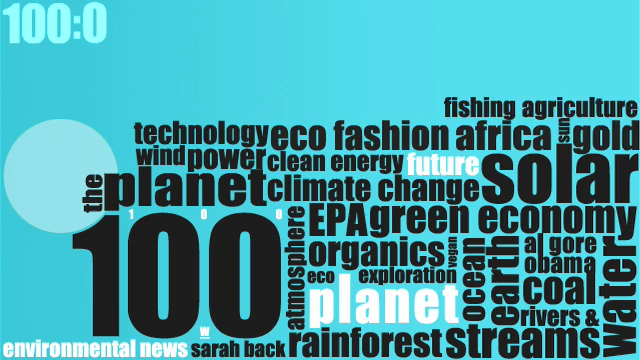 100:0
fishing agriculture
technology eco fashion africa sun gold
wind power clean energy future solar
the planet climate change
1 0 0
100 atmosphere EPA green economy
organics vegan ocean earth al gore water
eco exploration obama
planet coal
rivers &
w
environmental news sarah back rainforest streams